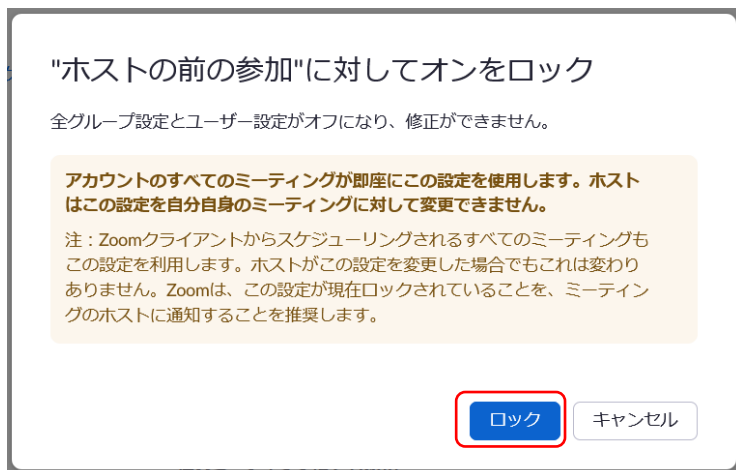 "ホストの前の参加"に対してオンをロック
全グループ設定とユーザー設定がオフになり、修正ができません。
アカウントのすべてのミーティングが即座にこの設定を使用します。ホスト
はこの設定を自分自身のミーティングに対して変更できません。
注：Zoomクライアントからスケジューリングされるすべてのミーティングも
この設定を利用します。ホストがこの設定を変更した場合でもこれは変わり
ありません。Zoomは、この設定が現在ロックされていることを、ミーティン
グのホストに通知することを推奨します。
ロック
キャンセル